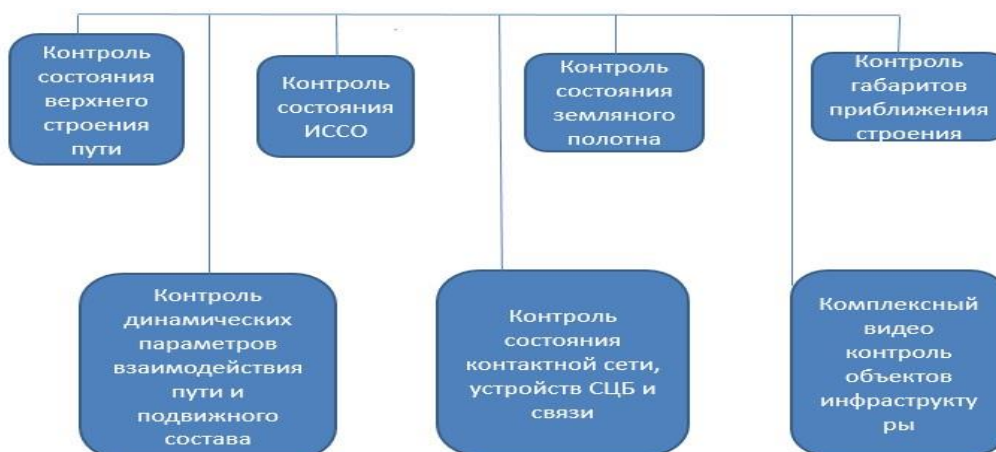 Контроль
состояния
верхнего
строения
пути
Контроль
состояния
ИССО
Контроль
состояния
земляного
полотна
Контроль
габаритов
приближения
строения
Контроль
динамических
параметров
взаимодействия
пути и
подвижного
состава
Контроль
состояния
контактной сети,
устройств СЦБ и
связи
Комплексный
видео
контроль
объектов
инфраструкту
ры